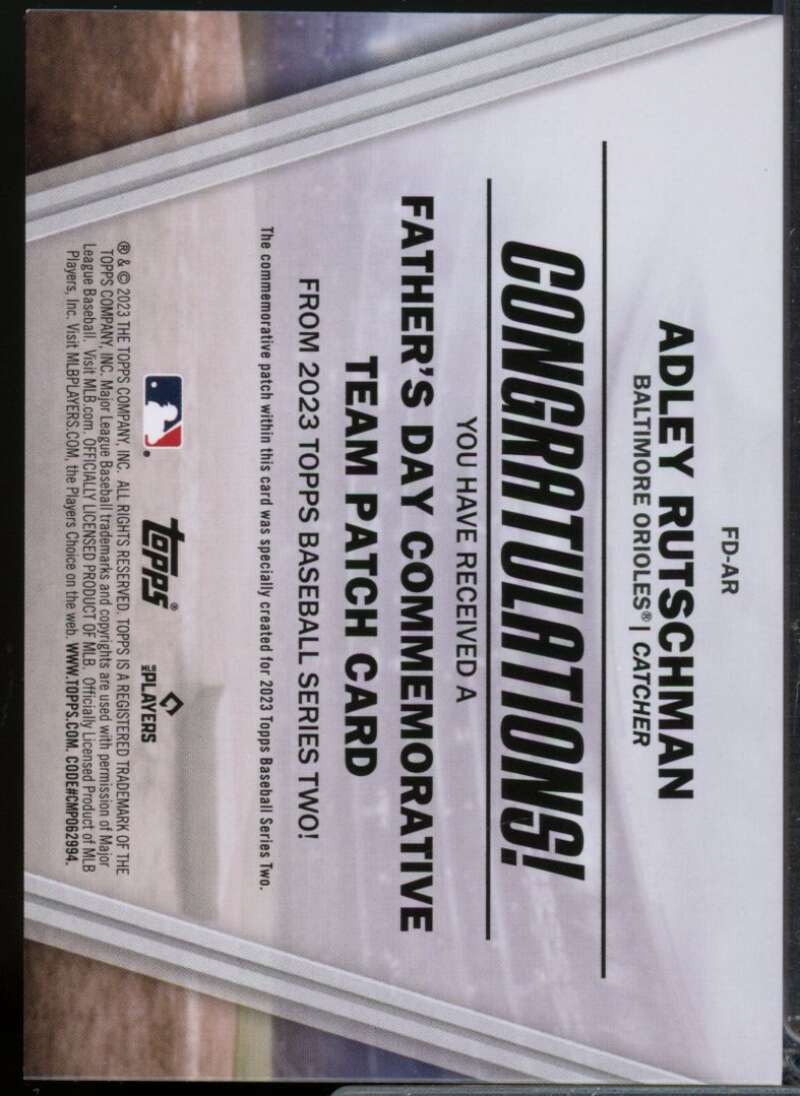 FD-AR
ADLEY RUTSCHMAN
BALTIMORE ORIOLES® | CATCHER
CONGRATULATIONS!
YOU HAVE RECEIVED A
FATHER'S DAY COMMEMORATIVE
TEAM PATCH CARD
FROM 2023 TOPPS BASEBALL SERIES TWO!
The commemorative patch within this card was specially created for 2023 Topps Baseball Series Two.
topps®
MLB PLAYERS
® & © 2023 THE TOPPS COMPANY, INC. ALL RIGHTS RESERVED. TOPPS IS A REGISTERED TRADEMARK OF THE
TOPPS COMPANY, INC. Major League Baseball trademarks and copyrights are used with permission of Major
League Baseball. Visit MLB.com. OFFICIALLY LICENSED PRODUCT OF MLB. Officially Licensed Product of MLB
Players, Inc. Visit MLBPLAYERS.COM, the Players Choice on the web. WWW.TOPPS.COM. CODE#CMP062994.